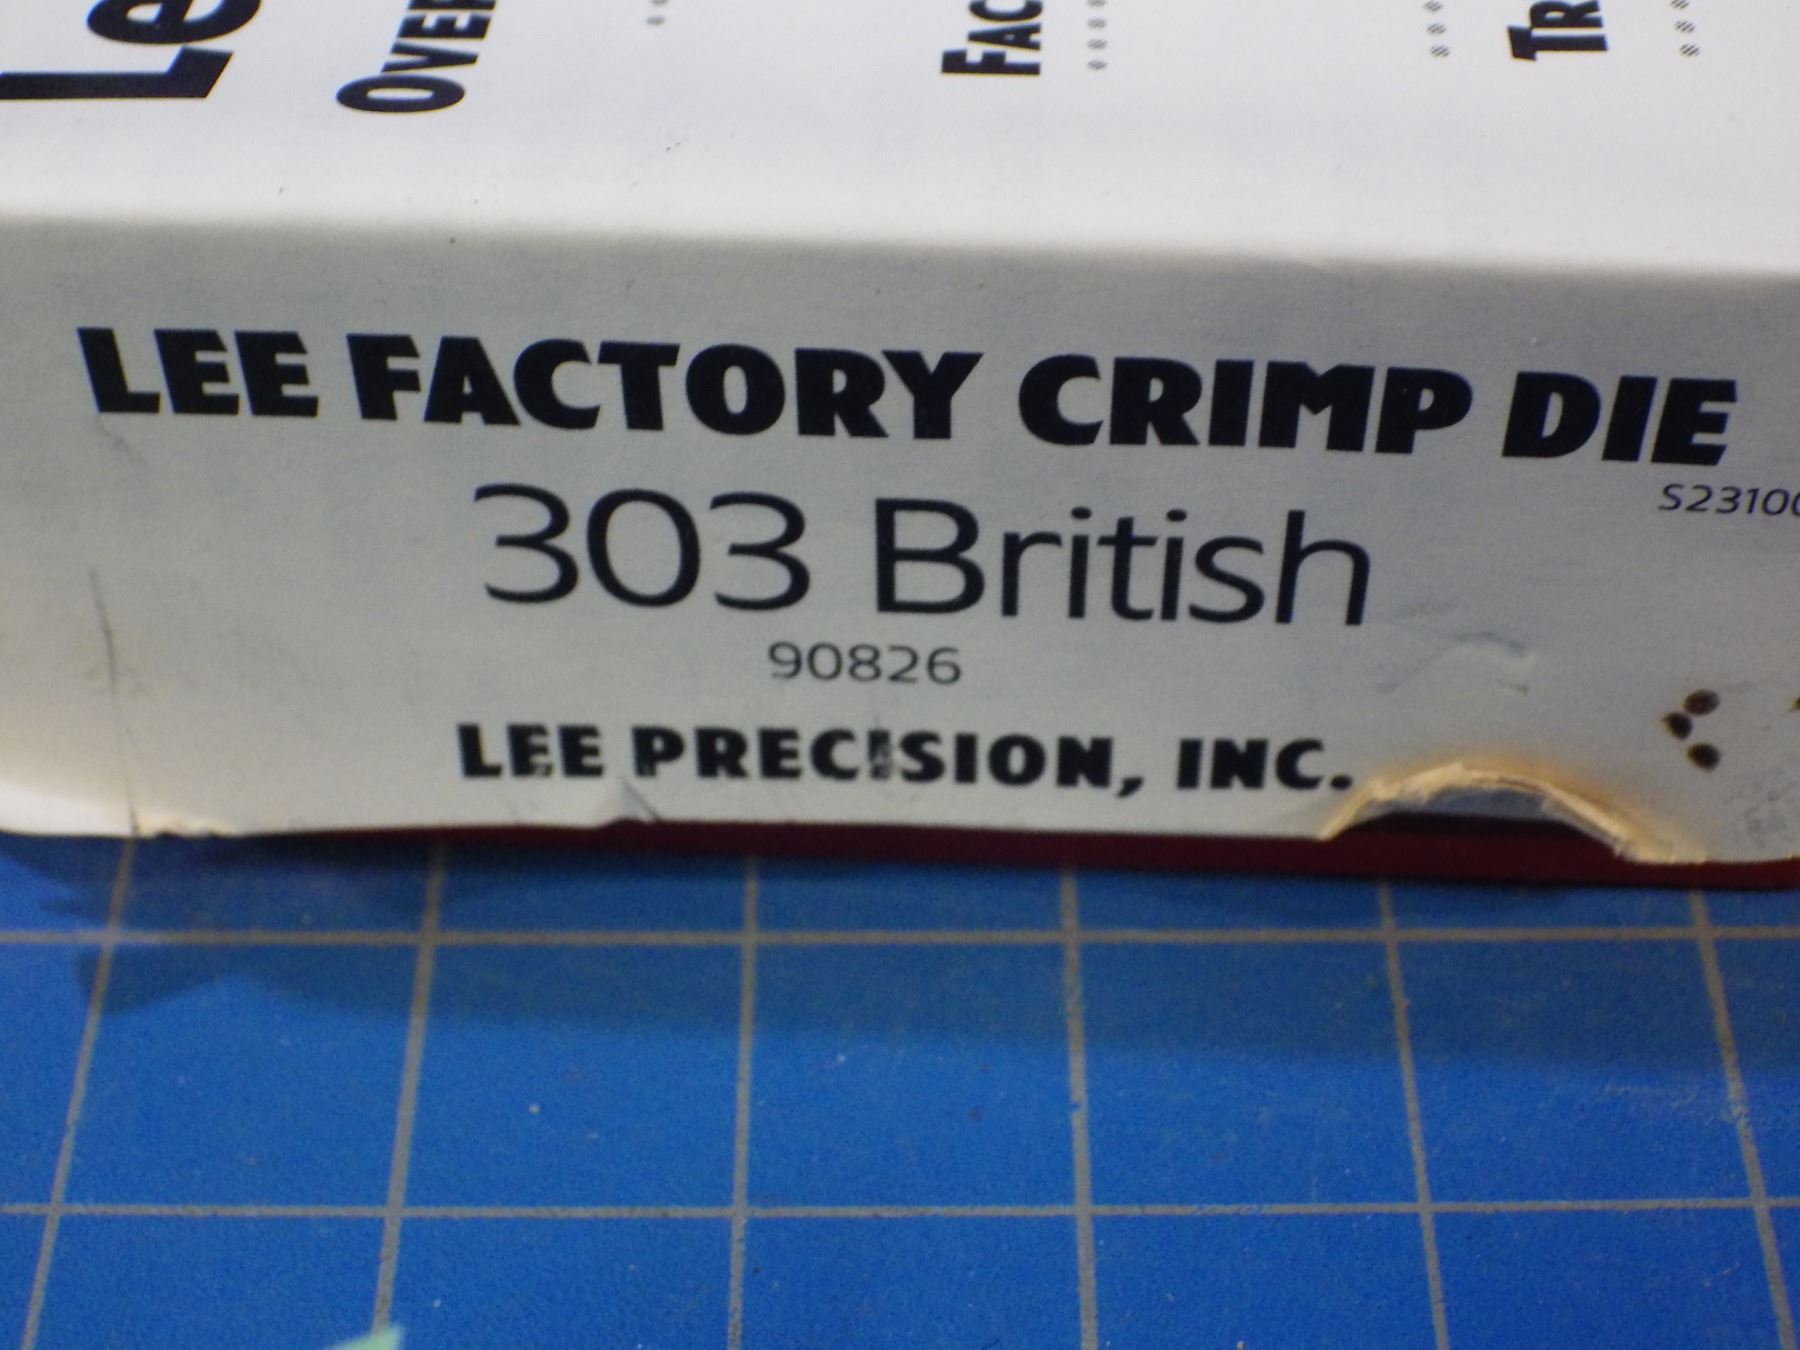 LEE FACTORY CRIMP DIE
303 British
90826
LEE PRECISION, INC.